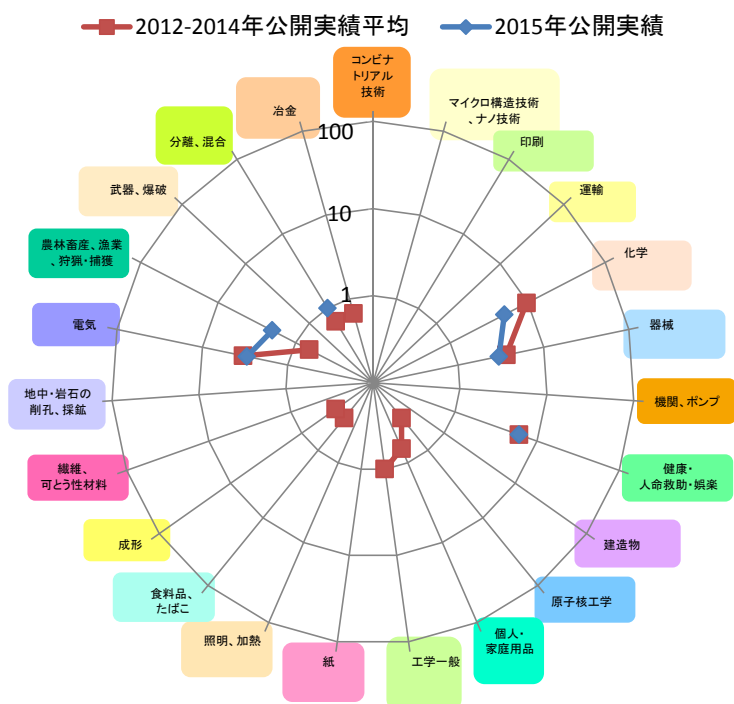 2012-2014年公開実績平均
2015年公開実績
コンビナ
トリアル
技術
マイクロ構造技術
、ナノ技術
印刷
運輸
化学
器械
機関、ポンプ
健康・
人命救助・娯楽
建造物
原子核工学
個人・
家庭用品
工学一般
紙
照明、加熱
食料品、
たばこ
成形
繊維、
可とう性材料
地中・岩石の
削孔、採鉱
電気
農林畜産、漁業
、狩猟・捕獲
武器、爆破
分離、混合
冶金
100
10
1